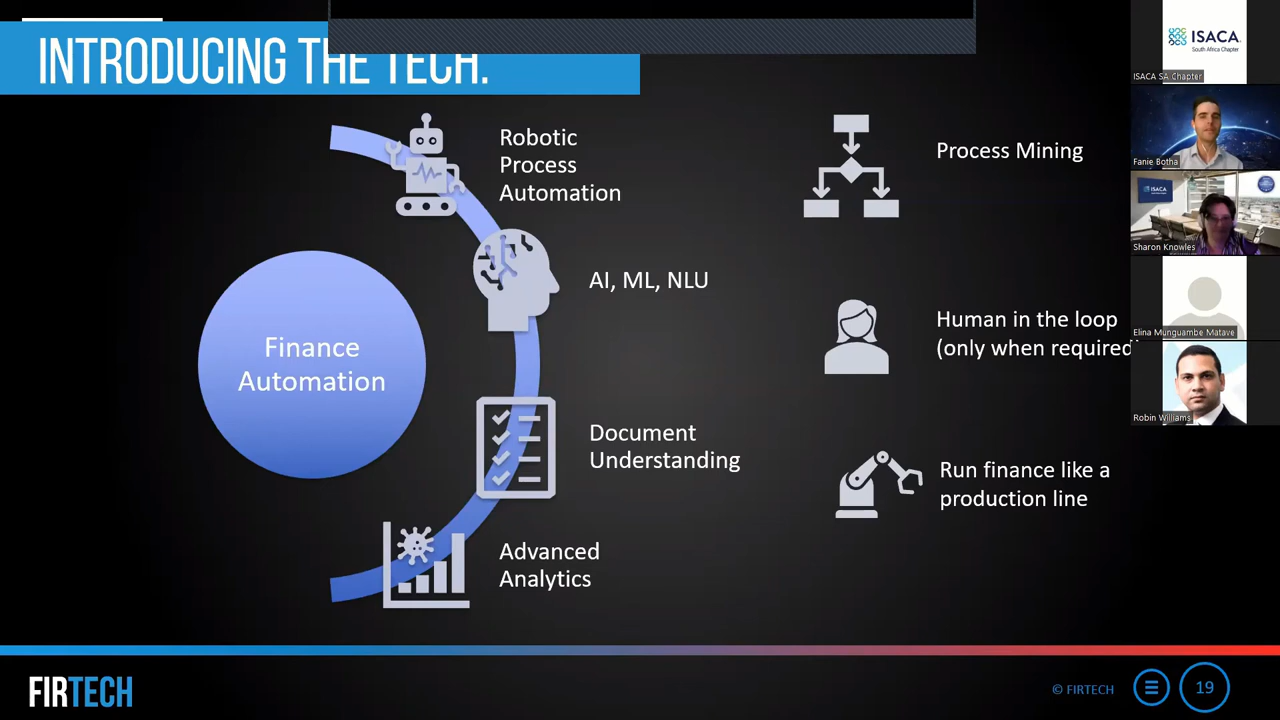 INTRODUCING THE TECH.
Robotic
Process
Automation
AI, ML, NLU
Finance
Automation
Document
Understanding
Advanced
Analytics
Process Mining
Human in the loop
(only when required)
Run finance like a
production line
FIRTECH
© FIRTECH
19
ISACA
South Africa Chapter
ISACA SA Chapter
Fanie Botha
ISACA
Sharon Knowles
Elina Munguambe Matave
Robin Williams